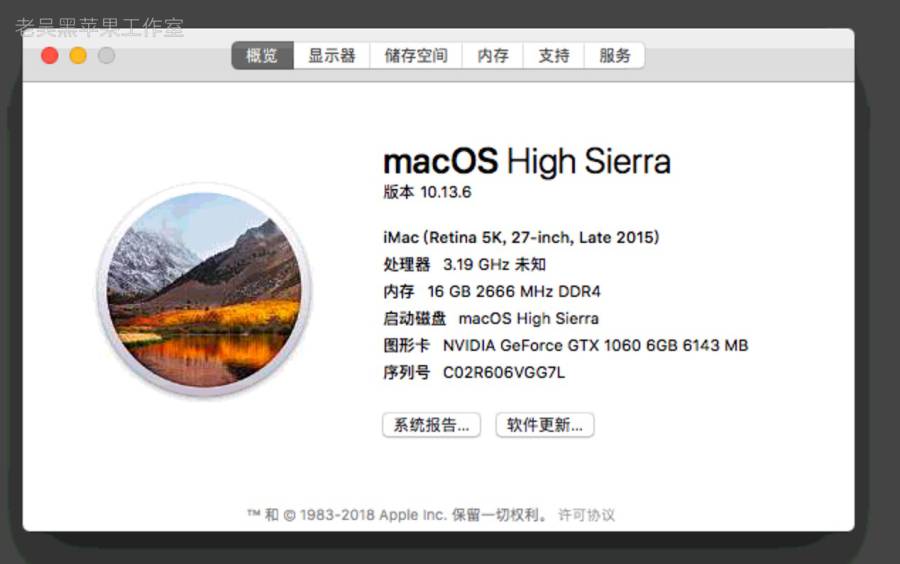 老吴黑苹果工作室
概览 显示器 储存空间 内存 支持 服务
macOS High Sierra
版本 10.13.6
iMac (Retina 5K, 27-inch, Late 2015)
处理器 3.19 GHz 未知
内存 16 GB 2666 MHz DDR4
启动磁盘 macOS High Sierra
图形卡 NVIDIA GeForce GTX 1060 6GB 6143 MB
序列号 C02R606VGG7L
系统报告... 软件更新...
™ 和 © 1983-2018 Apple Inc. 保留一切权利。 许可协议